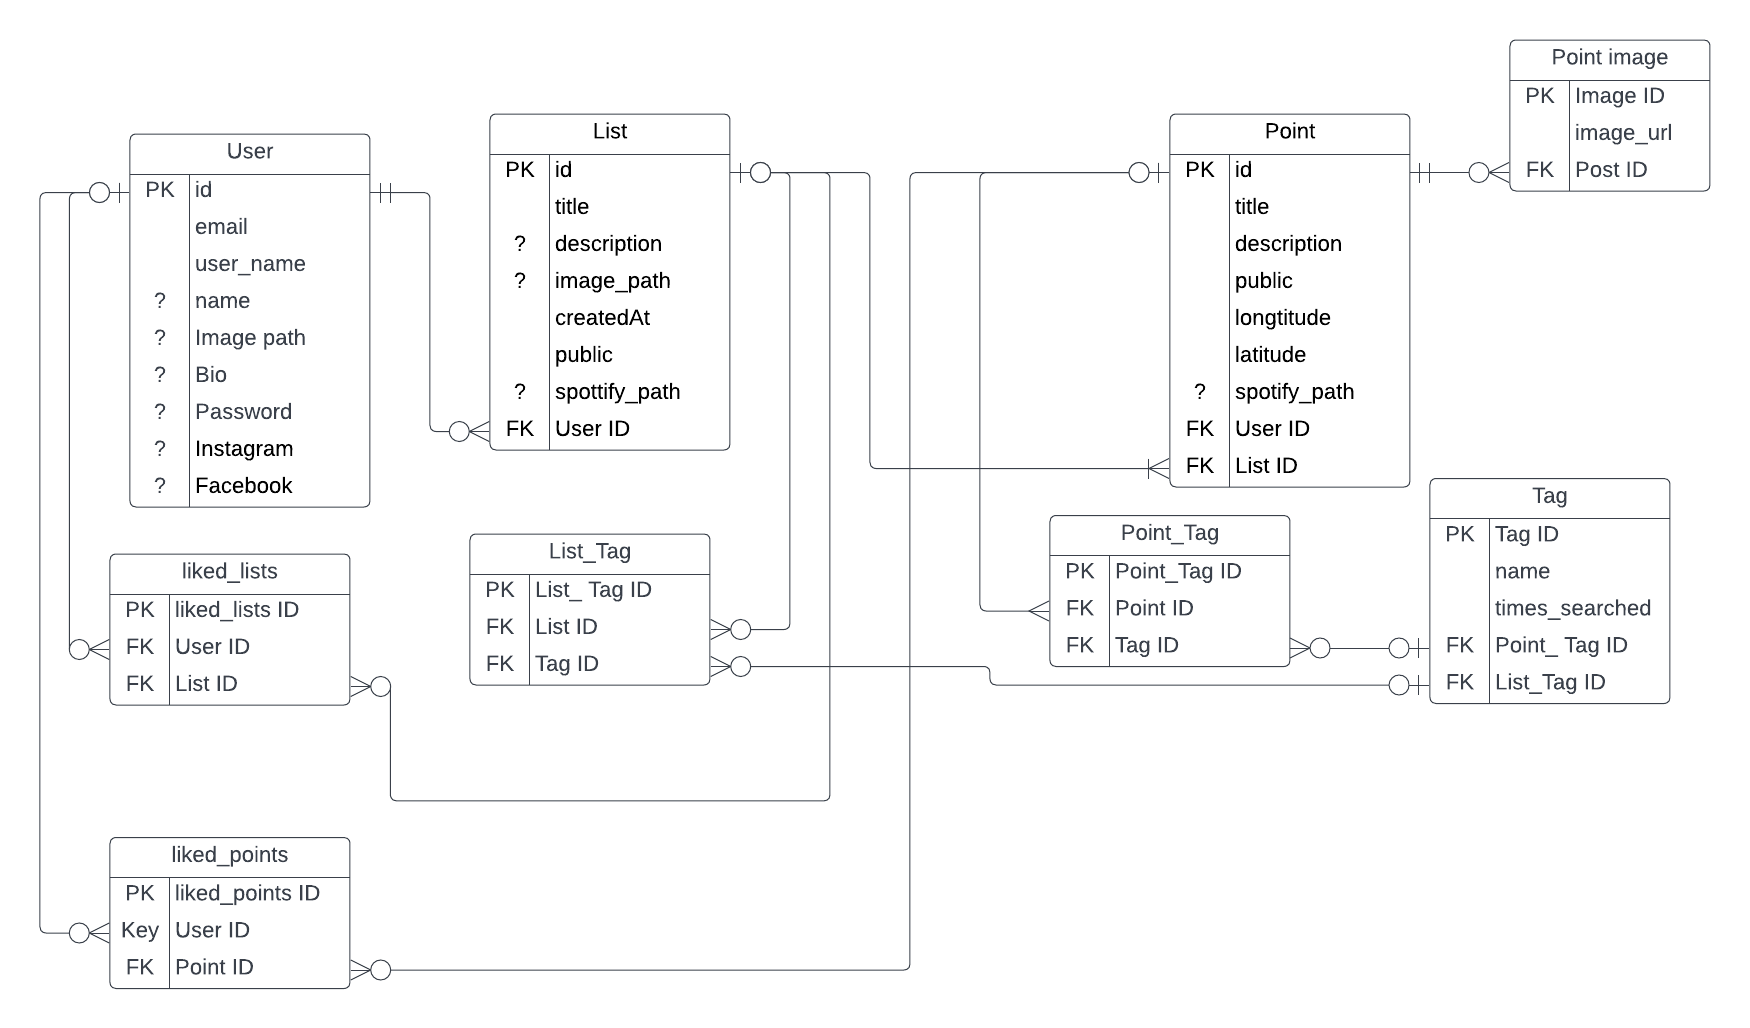 User
PK id
email
user_name
? name
? Image path
? Bio
? Password
? Instagram
? Facebook
List
PK id
title
? description
? image_path
createdAt
public
? spottify_path
FK User ID
Point
PK id
title
description
public
longtitude
latitude
? spotify_path
FK User ID
FK List ID
Point image
PK Image ID
image_url
FK Post ID
liked_lists
PK liked_lists ID
FK User ID
FK List ID
List_Tag
PK List_ Tag ID
FK List ID
FK Tag ID
Point_Tag
PK Point_Tag ID
FK Point ID
FK Tag ID
Tag
PK Tag ID
name
times_searched
FK Point_ Tag ID
FK List_Tag ID
liked_points
PK liked_points ID
Key User ID
FK Point ID